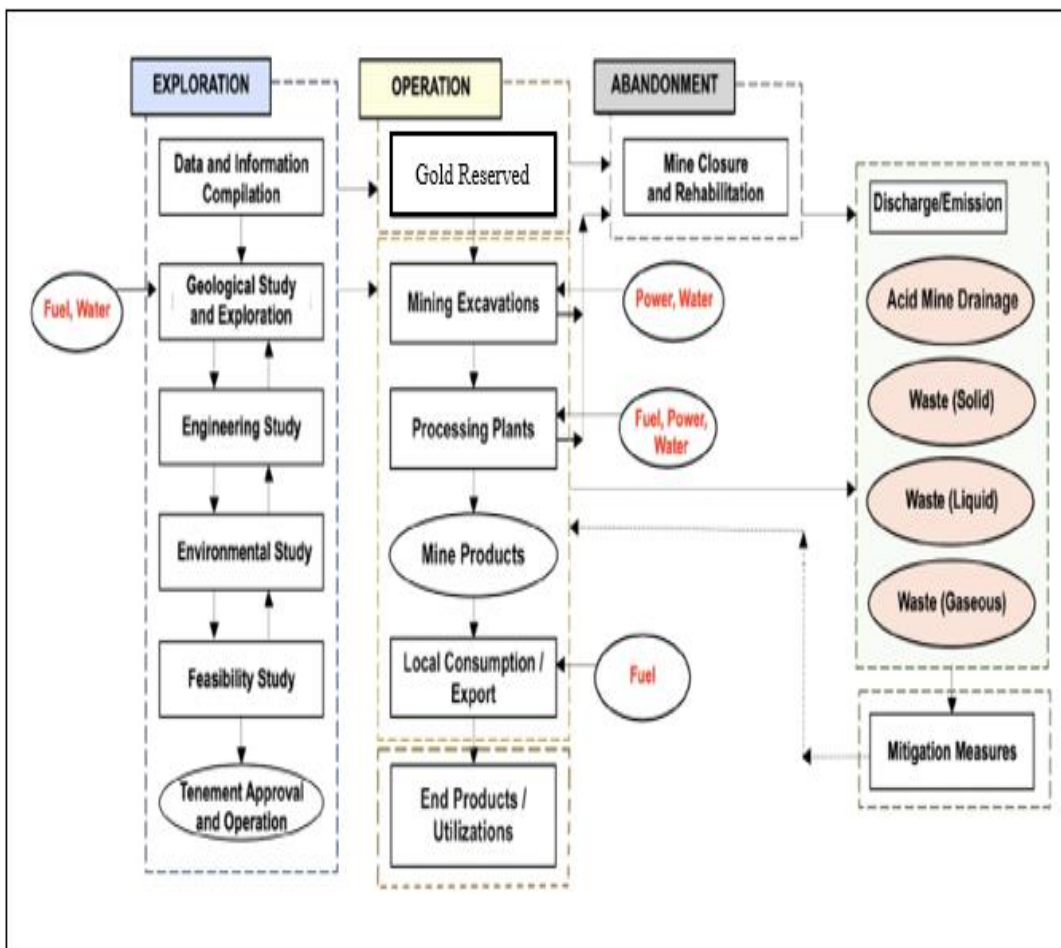 EXPLORATION
Data and Information
Compilation
Fuel, Water
Geological Study
and Exploration
Engineering Study
Environmental Study
Feasibility Study
Tenement Approval
and Operation
OPERATION
Gold Reserved
Mining Excavations
Power, Water
Processing Plants
Fuel, Power,
Water
Mine Products
Local Consumption /
Export
Fuel
End Products /
Utilizations
ABANDONMENT
Mine Closure
and Rehabilitation
Discharge/Emission
Acid Mine Drainage
Waste (Solid)
Waste (Liquid)
Waste (Gaseous)
Mitigation Measures